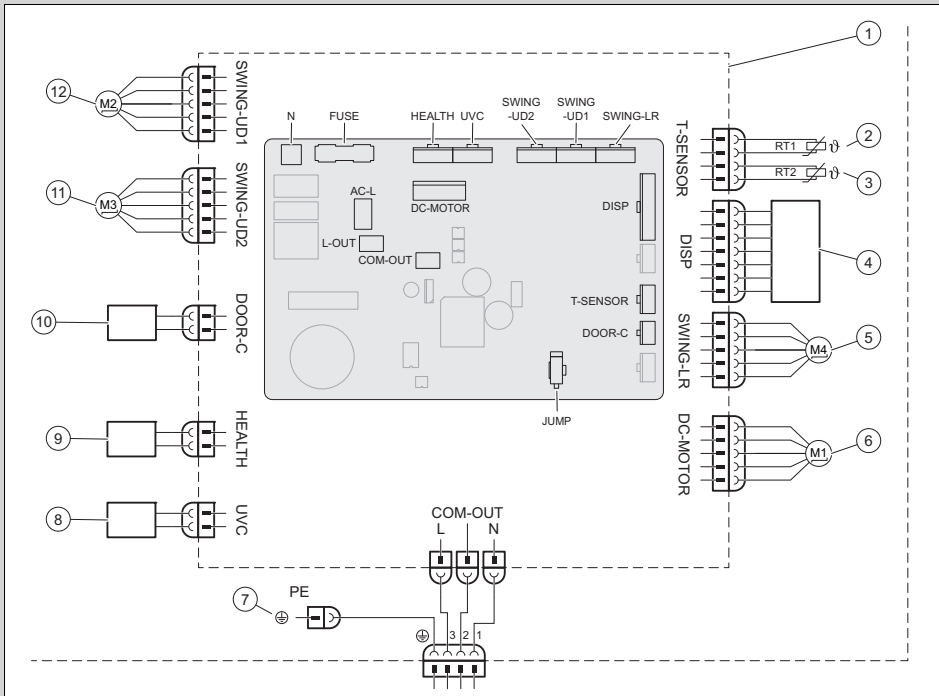 1
12
M2
SWING-UD1
N
FUSE
HEALTH
UVC
SWING
-UD2
SWING
-UD1
SWING-LR
T-SENSOR
RT1
ϑ
2
RT2
ϑ
3
11
M3
SWING-UD2
AC-L
DC-MOTOR
L-OUT
COM-OUT
DISP
DISP
4
T-SENSOR
DOOR-C
10
DOOR-C
SWING-LR
M4
5
JUMP
9
HEALTH
DC-MOTOR
M1
6
8
UVC
COM-OUT
L
N
7
PE
3
2
1